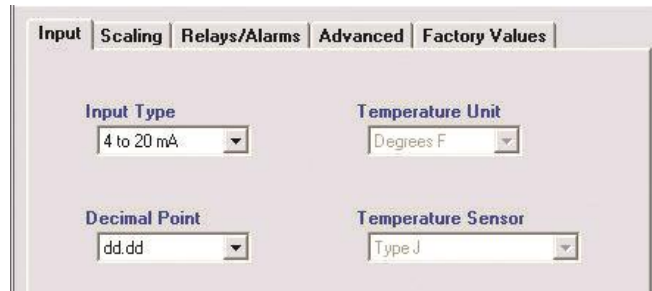 Input Scaling Relays/Alarms Advanced Factory Values
Input Type Temperature Unit
4 to 20 mA Degrees F
Decimal Point Temperature Sensor
dd.dd Type J